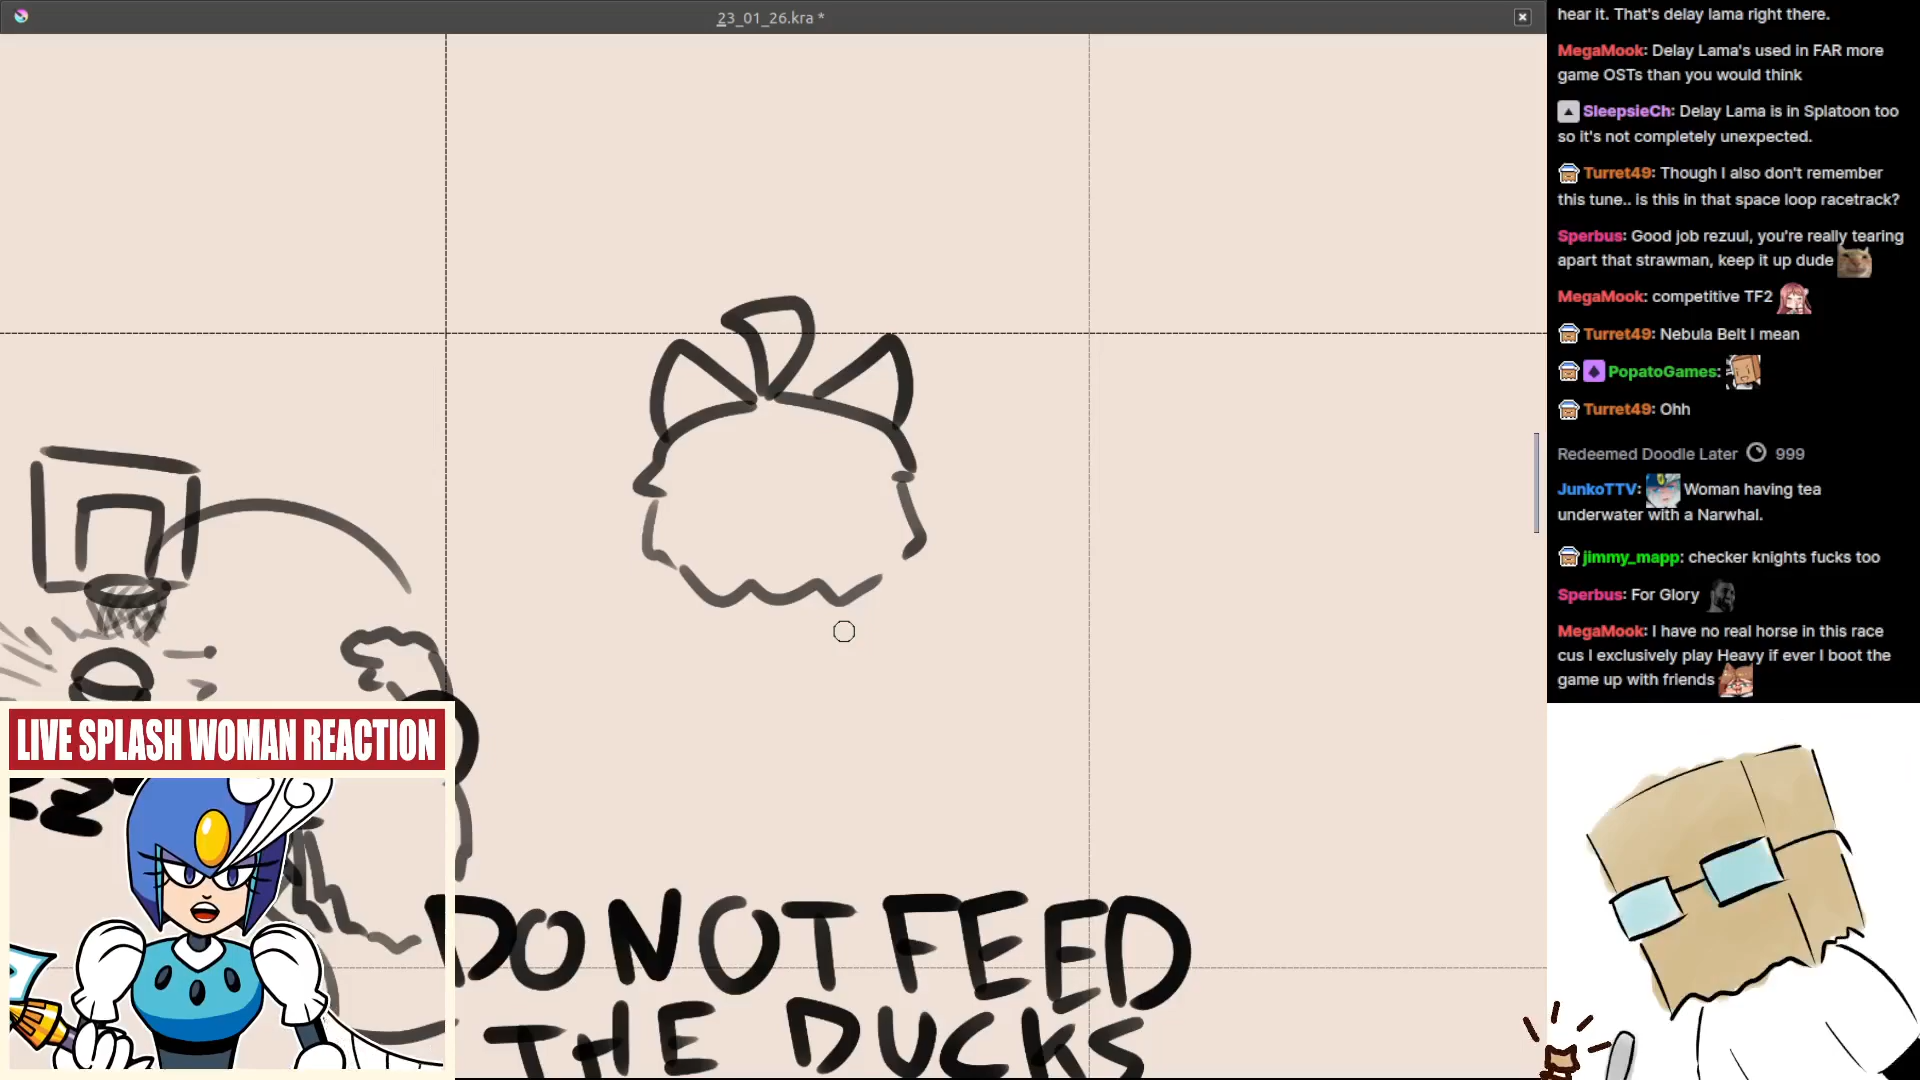 23_01_26.kra *
hear it. That's delay lama right there.
MegaMook: Delay Lama's used in FAR more
game OSTs than you would think
SleepsieCh: Delay Lama is in Splatoon too
so it's not completely unexpected.
Turret49: Though I also don't remember
this tune.. is this in that space loop racetrack?
Sperbus: Good job rezuul, you're really tearing
apart that strawman, keep it up dude
MegaMook: competitive TF2
Turret49: Nebula Belt I mean
PopatoGames:
Turret49: Ohh
Redeemed Doodle Later 999
JunkoTTV: Woman having tea
underwater with a Narwhal.
jimmy_mapp: checker knights fucks too
Sperbus: For Glory
MegaMook: I have no real horse in this race
cus I exclusively play Heavy if ever I boot the
game up with friends
LIVE SPLASH WOMAN REACTION
DO NOT FEED
THE DUCKS